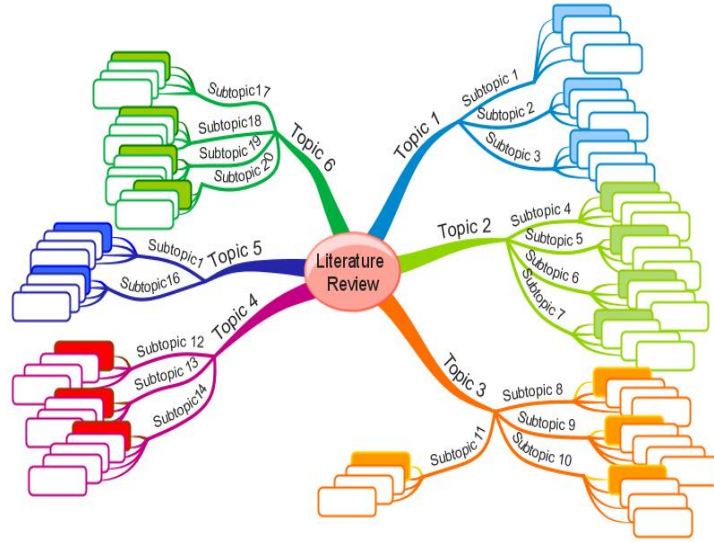 Literature
Review
Topic 1
Subtopic 1
Subtopic 2
Subtopic 3
Topic 2
Subtopic 4
Subtopic 5
Subtopic 6
Subtopic 7
Topic 3
Subtopic 8
Subtopic 9
Subtopic 10
Subtopic 11
Topic 4
Subtopic 12
Subtopic 13
Subtopic14
Topic 5
Subtopic1
Subtopic16
Topic 6
Subtopic17
Subtopic18
Subtopic 19
Subtopic 20